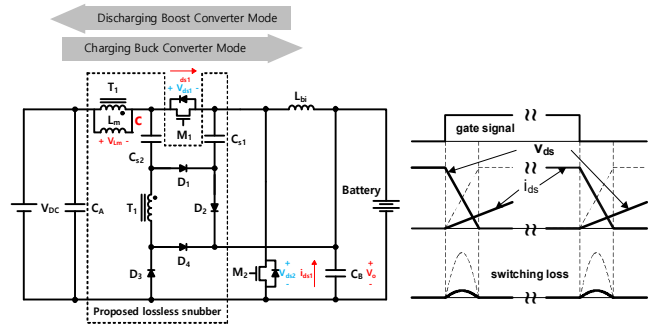 Discharging Boost Converter Mode
Charging Buck Converter Mode
T1
Lm
C
+ VLm -
ds1
+ Vds1 -
M1
Cs2
Cs1
Lbi
D1
T1
D2
VDC
CA
D4
D3
M2
+
Vds2
-
ids1
CB
+
Vo
-
Battery
Proposed lossless snubber
gate signal
vds
ids
switching loss